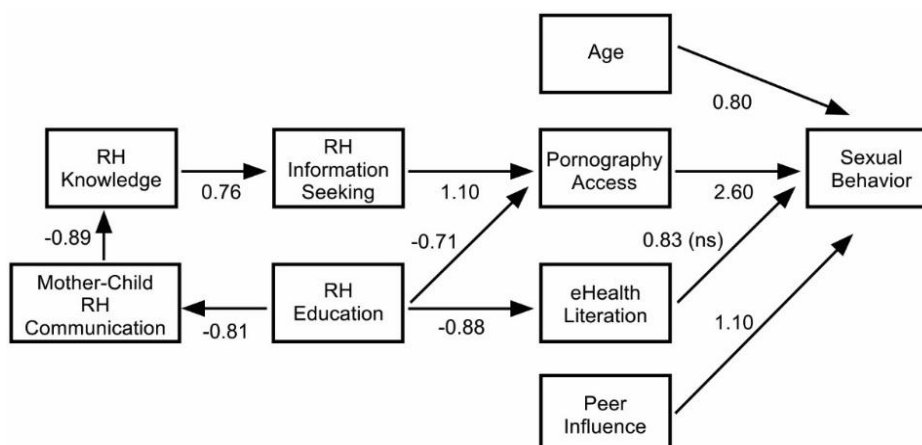 Age
0.80
RH
Knowledge
0.76
RH
Information
Seeking
1.10
Pornography
Access
2.60
Sexual
Behavior
-0.89
-0.71
0.83 (ns)
Mother-Child
RH
Communication
-0.81
RH
Education
-0.88
eHealth
Literation
1.10
Peer
Influence